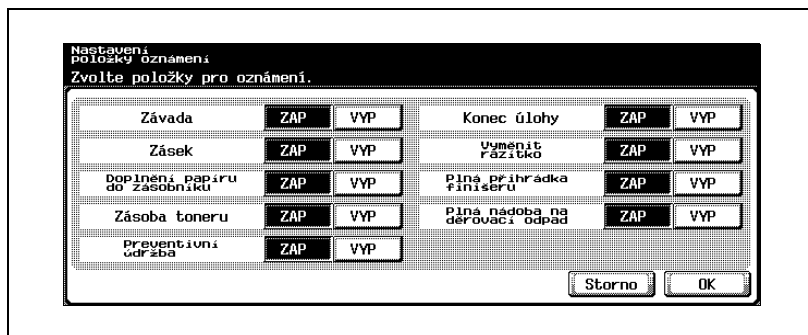 Nastavení
položky oznámení
Zvolte položky pro oznámení.
Závada ZAP VYP Konec úlohy ZAP VYP
Zásek ZAP VYP Vyměnit
razítko ZAP VYP
Doplnění papíru
do zásobníku ZAP VYP Plná přihrádka
finišeru ZAP VYP
Zásoba toneru ZAP VYP Plná nádoba na
děrovací odpad ZAP VYP
Preventivní
údržba ZAP VYP
Storno OK